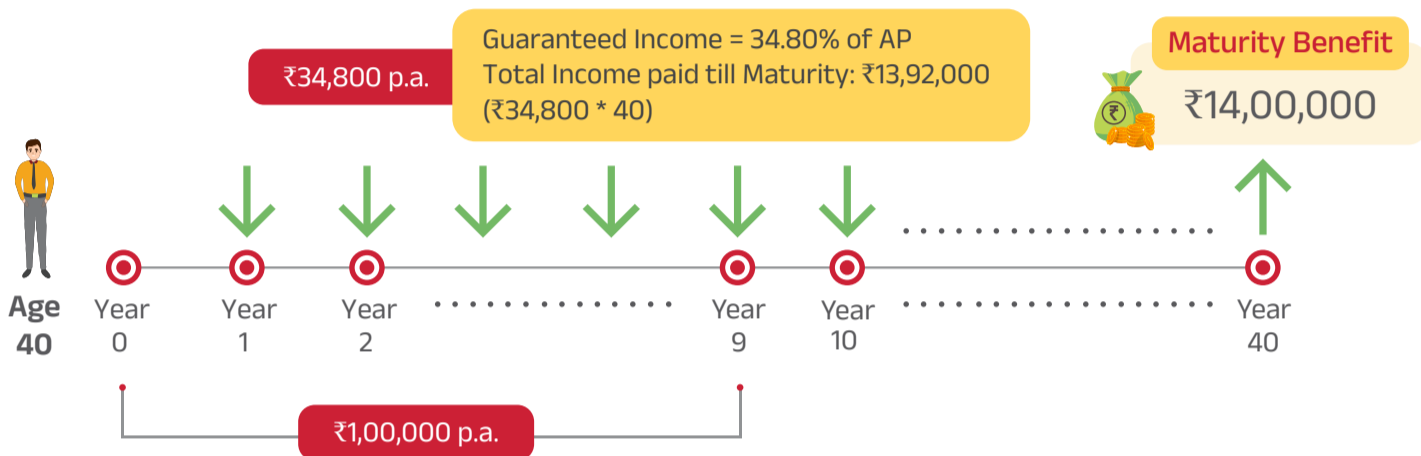 ₹34,800 p.a.
Guaranteed Income = 34.80% of AP
Total Income paid till Maturity: ₹13,92,000
(₹34,800 * 40)
Maturity Benefit
₹14,00,000
₹
Age
40
Year
0
Year
1
Year
2
Year
9
Year
10
Year
40
₹1,00,000 p.a.